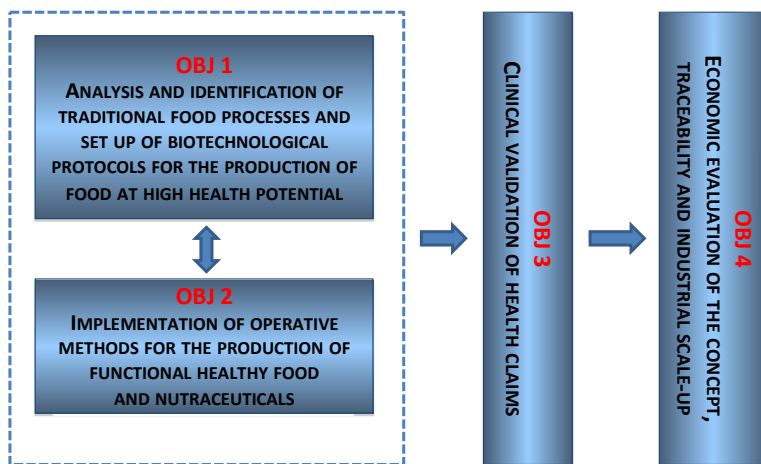 OBJ 1
ANALYSIS AND IDENTIFICATION OF
TRADITIONAL FOOD PROCESSES AND
SET UP OF BIOTECHNOLOGICAL
PROTOCOLS FOR THE PRODUCTION OF
FOOD AT HIGH HEALTH POTENTIAL
OBJ 2
IMPLEMENTATION OF OPERATIVE
METHODS FOR THE PRODUCTION OF
FUNCTIONAL HEALTHY FOOD
AND NUTRACEUTICALS
OBJ 3
CLINICAL VALIDATION OF HEALTH CLAIMS
OBJ 4
ECONOMIC EVALUATION OF THE CONCEPT,
TRACEABILITY AND INDUSTRIAL SCALE-UP